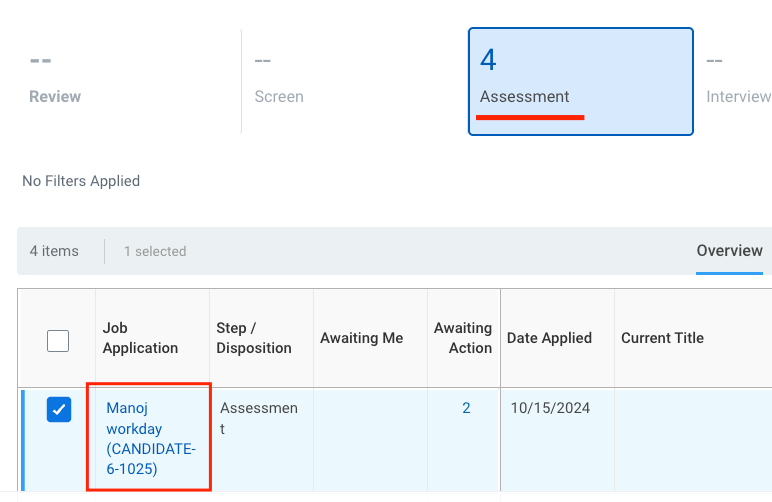 -- -- 4 --
Review Screen Assessment Interview
No Filters Applied
4 items 1 selected Overview
Job Application Step / Disposition Awaiting Me Awaiting Action Date Applied Current Title
Manoj Assessmen 2 10/15/2024
workday t
(CANDIDATE-
6-1025)